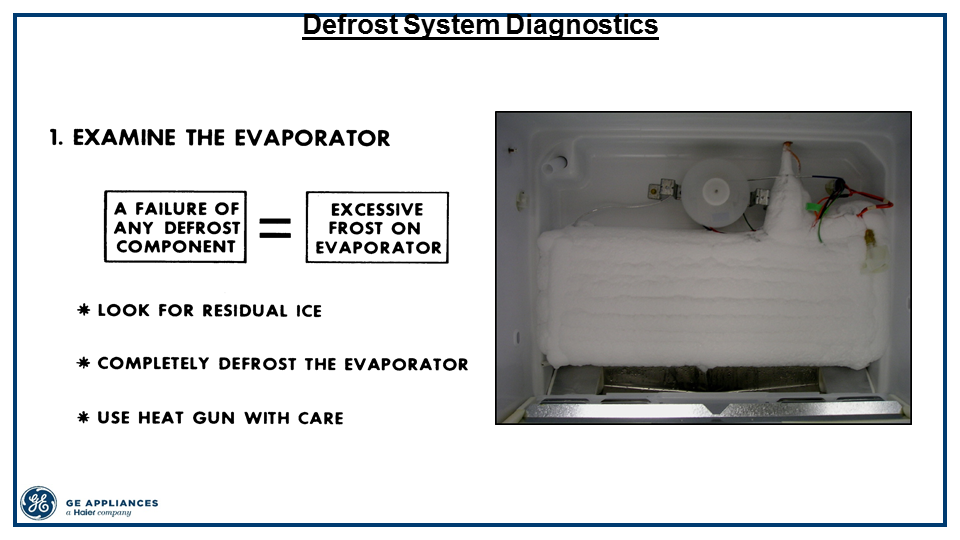 Defrost System Diagnostics
1. EXAMINE THE EVAPORATOR
A FAILURE OF
ANY DEFROST
COMPONENT
=
EXCESSIVE
FROST ON
EVAPORATOR
* LOOK FOR RESIDUAL ICE
* COMPLETELY DEFROST THE EVAPORATOR
* USE HEAT GUN WITH CARE
GE
GE APPLIANCES
a Haier company